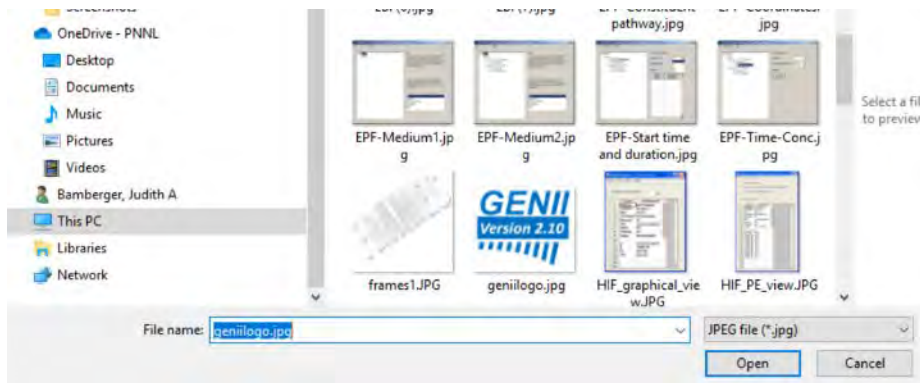 OneDrive - PNNL
Desktop
Documents
Music
Pictures
Videos
Bamberger, Judith A
This PC
Libraries
Network
pathway.jpg
jpg
EPF-Medium1.jp
g
EPF-Medium2.jp
g
EPF-Start time
and duration.jpg
EPF-Time-Conc.j
pg
Select a fil
to preview
GENII
Version 2.10
frames1.JPG
geniilogo.jpg
HIF_graphical_vie
w.JPG
HIF_PE_view.JPG
File name: geniilogo.jpg
JPEG file (*.jpg)
Open
Cancel